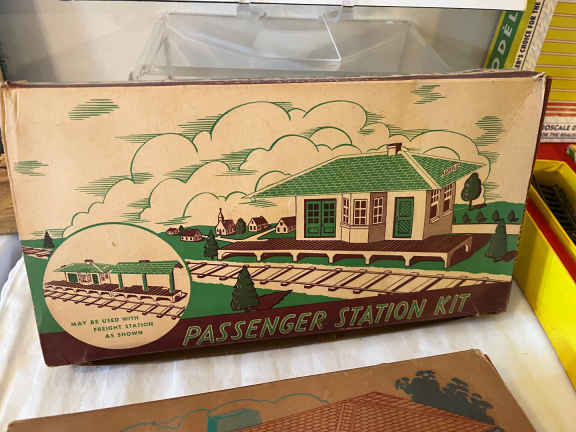 MAY BE USED WITH
FREIGHT STATION
AS SHOWN
PASSENGER STATION KIT